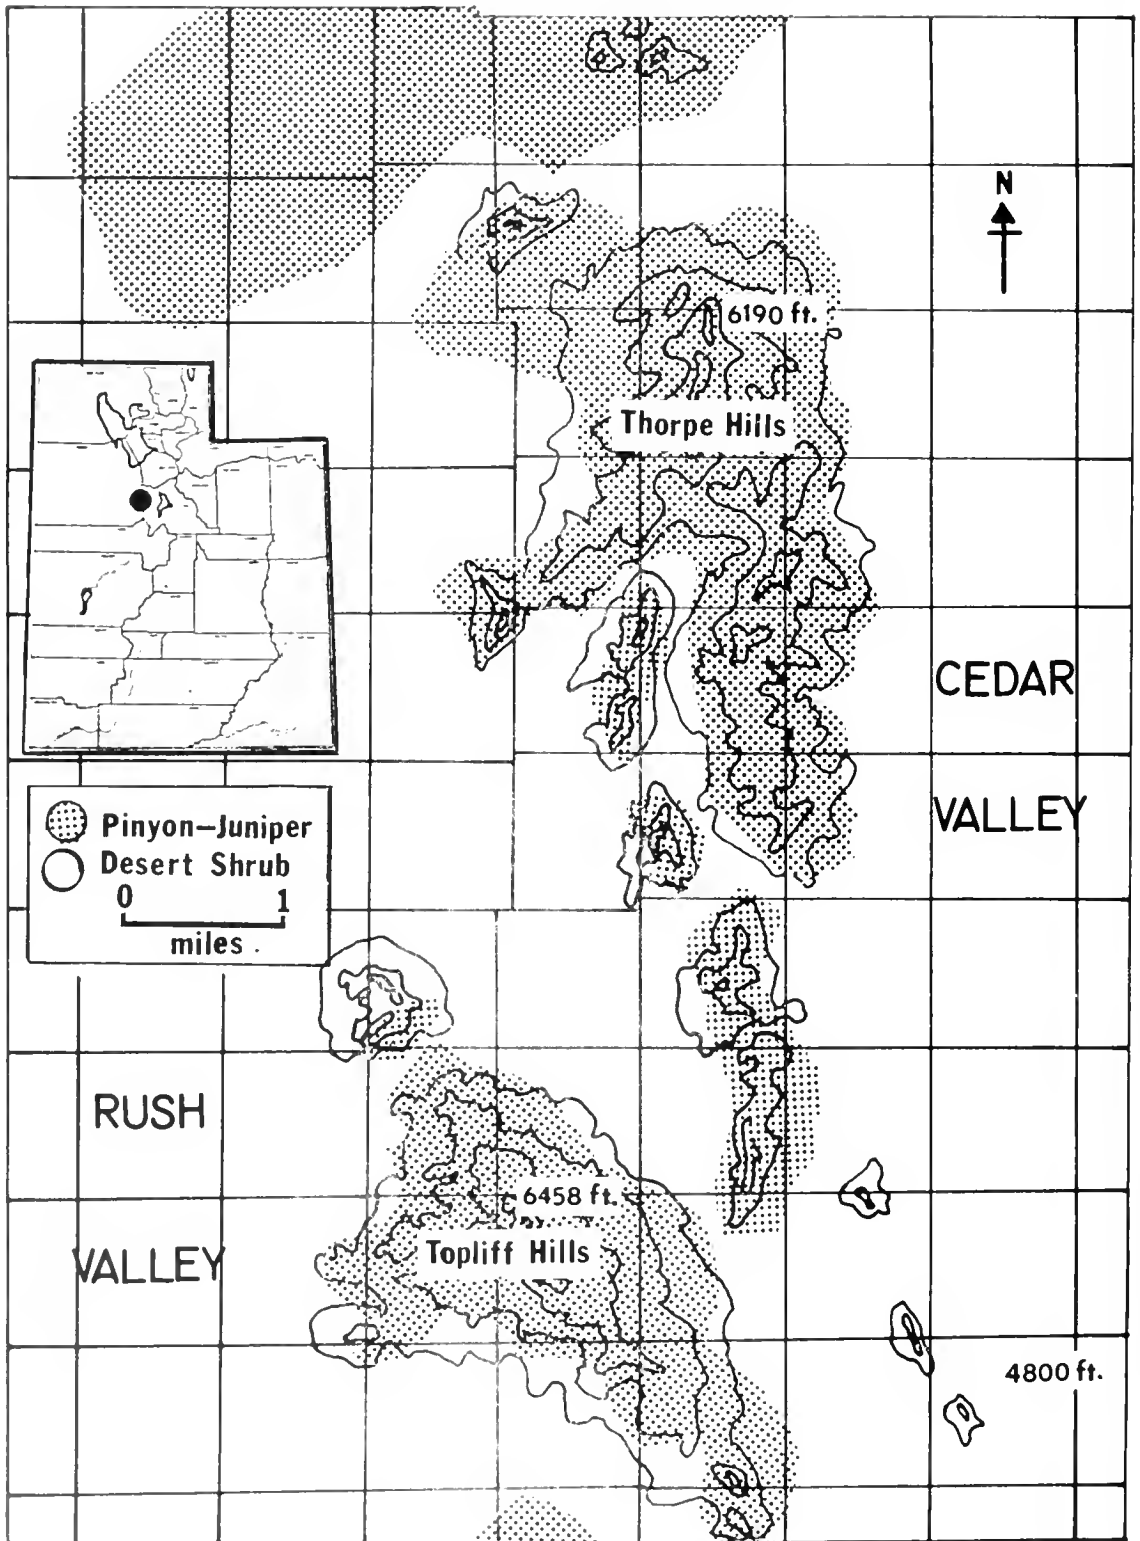 N
6190 ft.
Thorpe Hills
CEDAR
VALLEY
Pinyon–Juniper
Desert Shrub
0 1
miles
RUSH
VALLEY
6458 ft.
Topliff Hills
4800 ft.